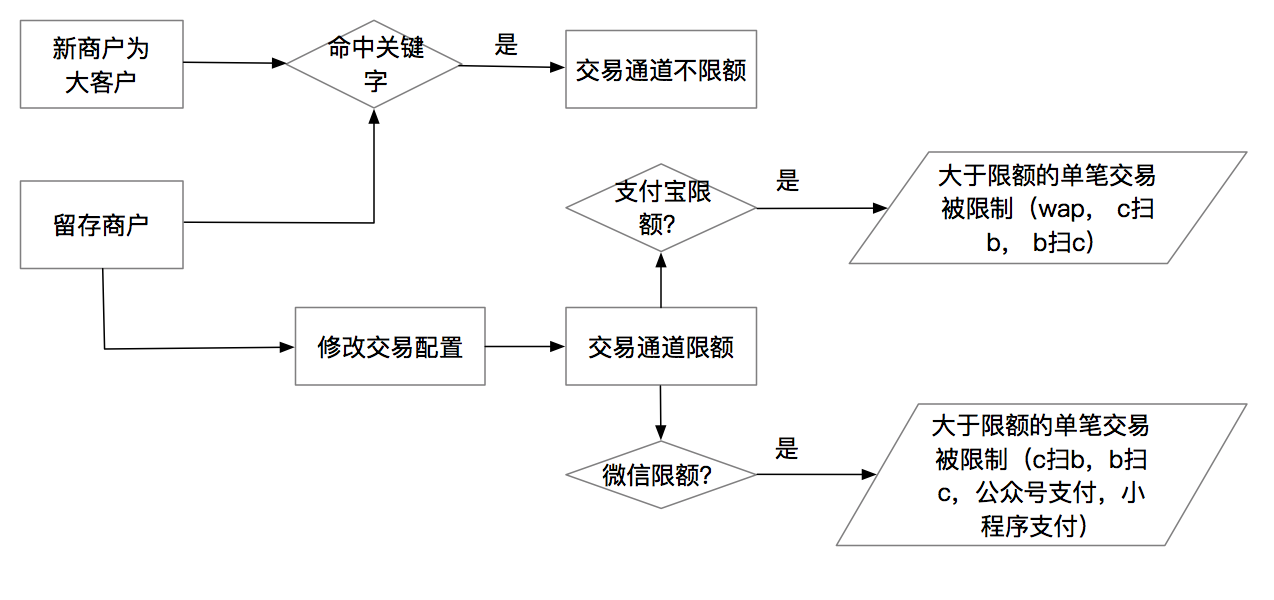 新商户为
大客户
命中关键
字
是
交易通道不限额
留存商户
支付宝限
额？
是
大于限额的单笔交易
被限制（wap， c扫
b， b扫c）
修改交易配置
交易通道限额
微信限额？
是
大于限额的单笔交易
被限制（c扫b，b扫
c，公众号支付，小
程序支付）